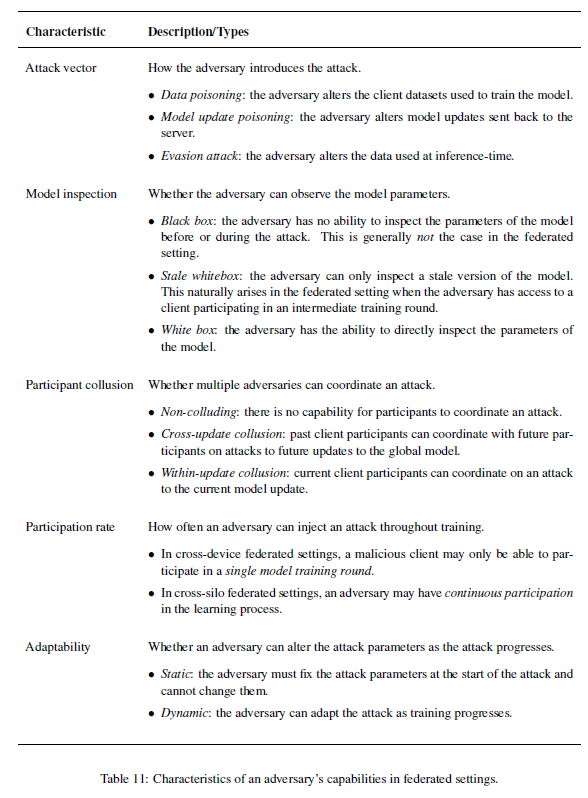 Characteristic Description/Types
Attack vector How the adversary introduces the attack.
• Data poisoning: the adversary alters the client datasets used to train the model.
• Model update poisoning: the adversary alters model updates sent back to the
server.
• Evasion attack: the adversary alters the data used at inference-time.
Model inspection Whether the adversary can observe the model parameters.
• Black box: the adversary has no ability to inspect the parameters of the model
before or during the attack. This is generally not the case in the federated
setting.
• Stale whitebox: the adversary can only inspect a stale version of the model.
This naturally arises in the federated setting when the adversary has access to a
client participating in an intermediate training round.
• White box: the adversary has the ability to directly inspect the parameters of
the model.
Participant collusion Whether multiple adversaries can coordinate an attack.
• Non-colluding: there is no capability for participants to coordinate an attack.
• Cross-update collusion: past client participants can coordinate with future par-
ticipants on attacks to future updates to the global model.
• Within-update collusion: current client participants can coordinate on an attack
to the current model update.
Participation rate How often an adversary can inject an attack throughout training.
• In cross-device federated settings, a malicious client may only be able to par-
ticipate in a single model training round.
• In cross-silo federated settings, an adversary may have continuous participation
in the learning process.
Adaptability Whether an adversary can alter the attack parameters as the attack progresses.
• Static: the adversary must fix the attack parameters at the start of the attack and
cannot change them.
• Dynamic: the adversary can adapt the attack as training progresses.
Table 11: Characteristics of an adversary's capabilities in federated settings.